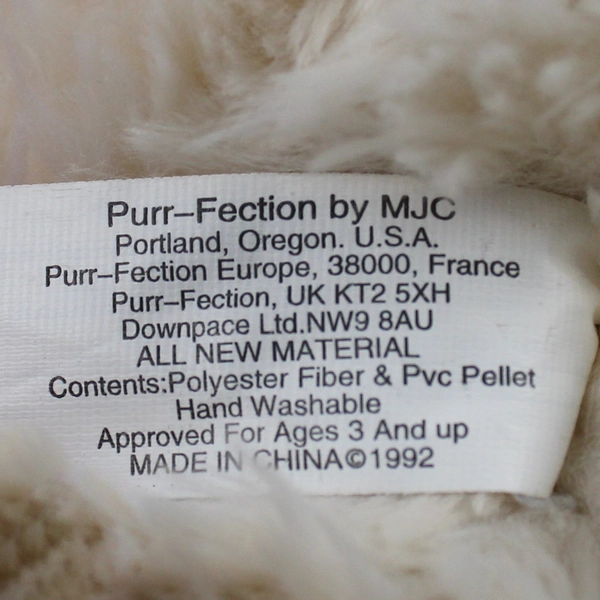 Purr-Fection by MJC
Portland, Oregon. U.S.A.
Purr-Fection Europe, 38000, France
Purr-Fection, UK KT2 5XH
Downpace Ltd.NW9 8AU
ALL NEW MATERIAL
Contents:Polyester Fiber & Pvc Pellet
Hand Washable
Approved For Ages 3 And up
MADE IN CHINA©1992